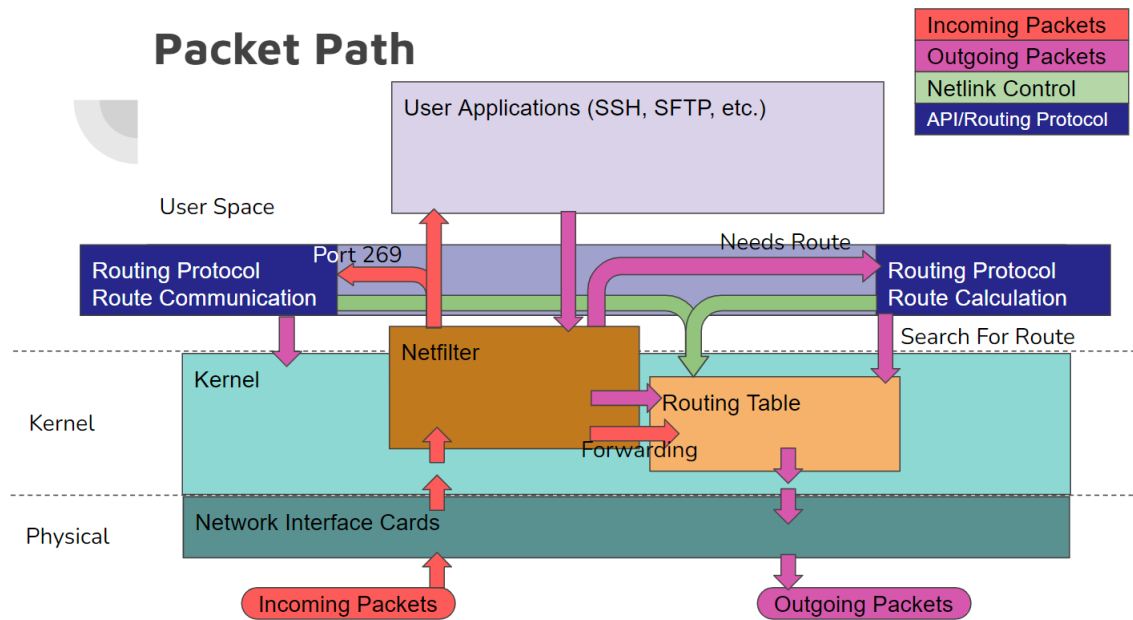 Packet Path
Incoming Packets
Outgoing Packets
Netlink Control
API/Routing Protocol
User Applications (SSH, SFTP, etc.)
User Space
Port 269
Needs Route
Routing Protocol
Route Communication
Routing Protocol
Route Calculation
Search For Route
Netfilter
Kernel
Routing Table
Kernel
Forwarding
Network Interface Cards
Physical
Incoming Packets
Outgoing Packets